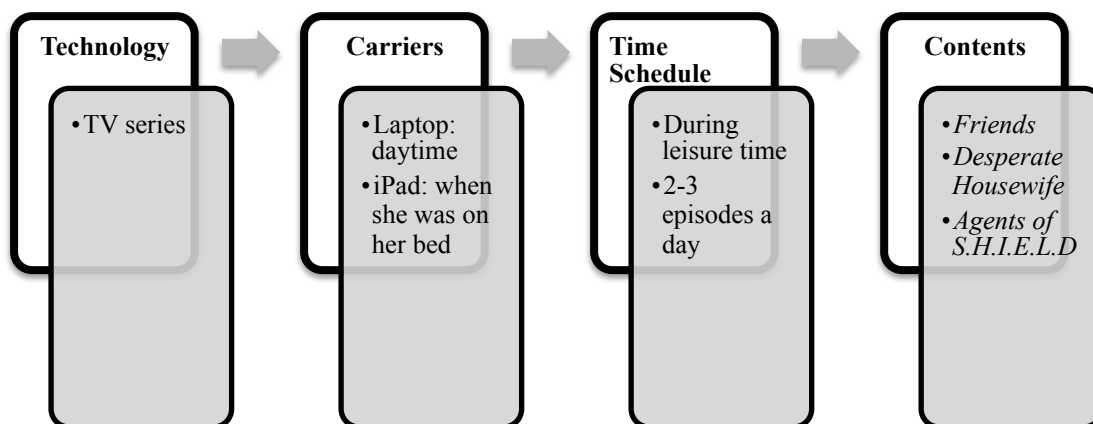 Technology
•TV series
Carriers
•Laptop:
daytime
•iPad: when
she was on
her bed
Time
Schedule
•During
leisure time
•2-3
episodes a
day
Contents
•Friends
•Desperate
Housewife
•Agents of
S.H.I.E.L.D